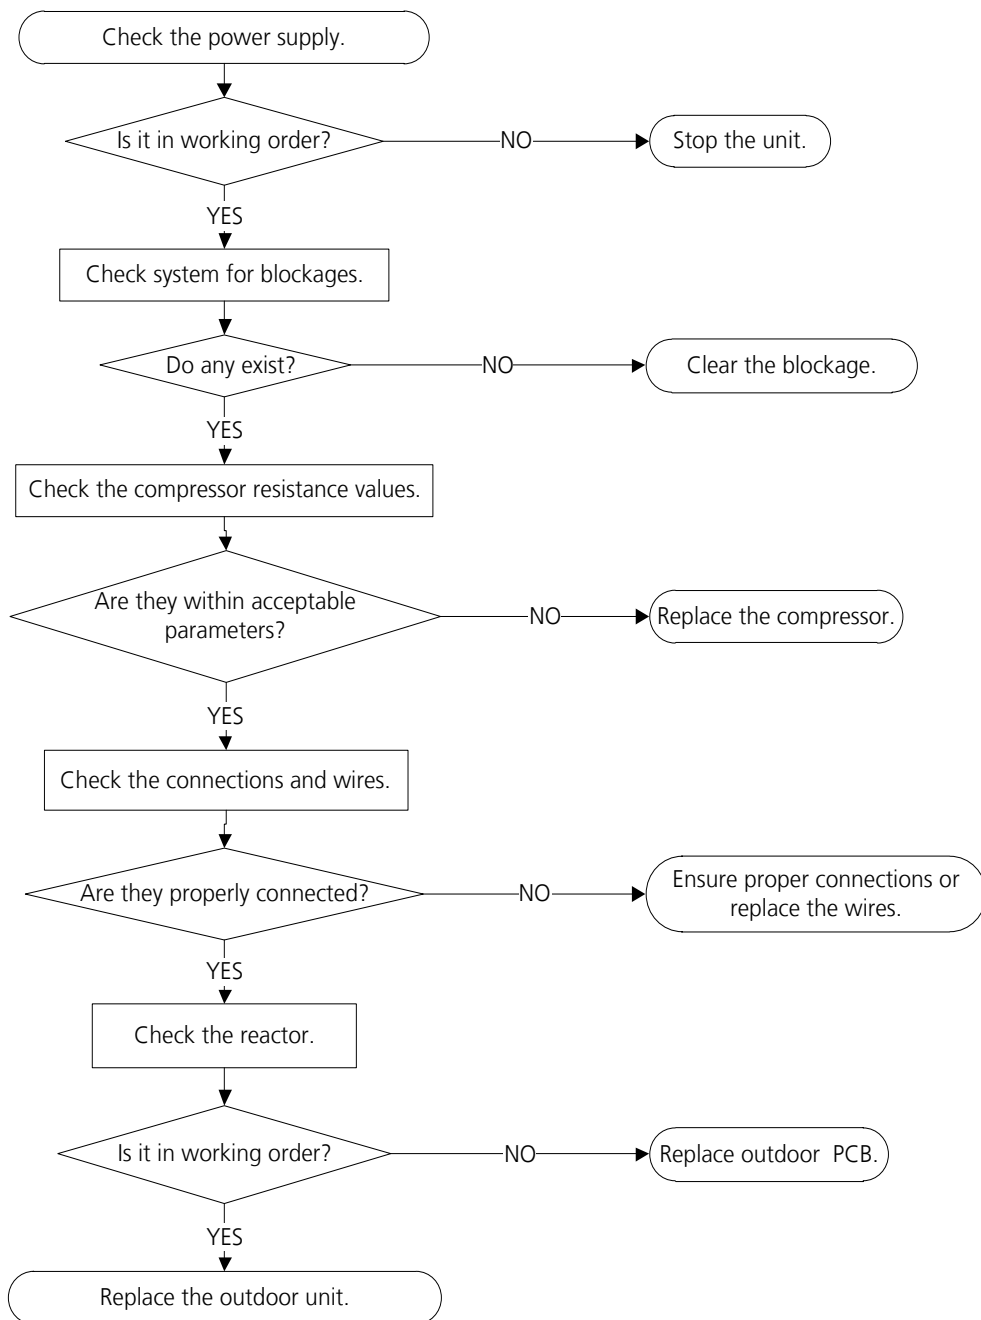 Check the power supply.
Is it in working order?
NO
Stop the unit.
YES
Check system for blockages.
Do any exist?
NO
Clear the blockage.
YES
Check the compressor resistance values.
Are they within acceptable
parameters?
NO
Replace the compressor.
YES
Check the connections and wires.
Are they properly connected?
NO
Ensure proper connections or
replace the wires.
YES
Check the reactor.
Is it in working order?
NO
Replace outdoor PCB.
YES
Replace the outdoor unit.